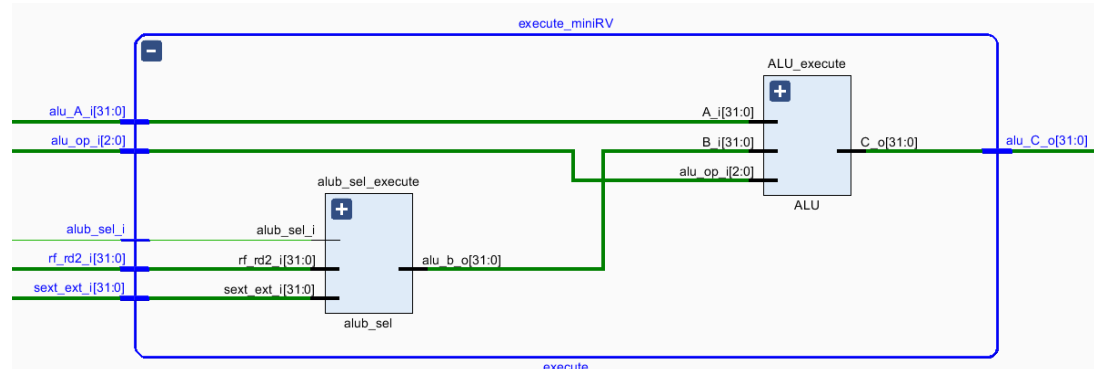 execute_miniRV
ALU_execute
alu_A_i[31:0]
A_i[31:0]
alu_op_i[2:0]
B_i[31:0]
C_o[31:0]
alu_C_o[31:0]
alu_op_i[2:0]
alub_sel_execute
ALU
alub_sel_i
alub_sel_i
rf_rd2_i[31:0]
rf_rd2_i[31:0]
alu_b_o[31:0]
sext_ext_i[31:0]
sext_ext_i[31:0]
alub_sel
execute